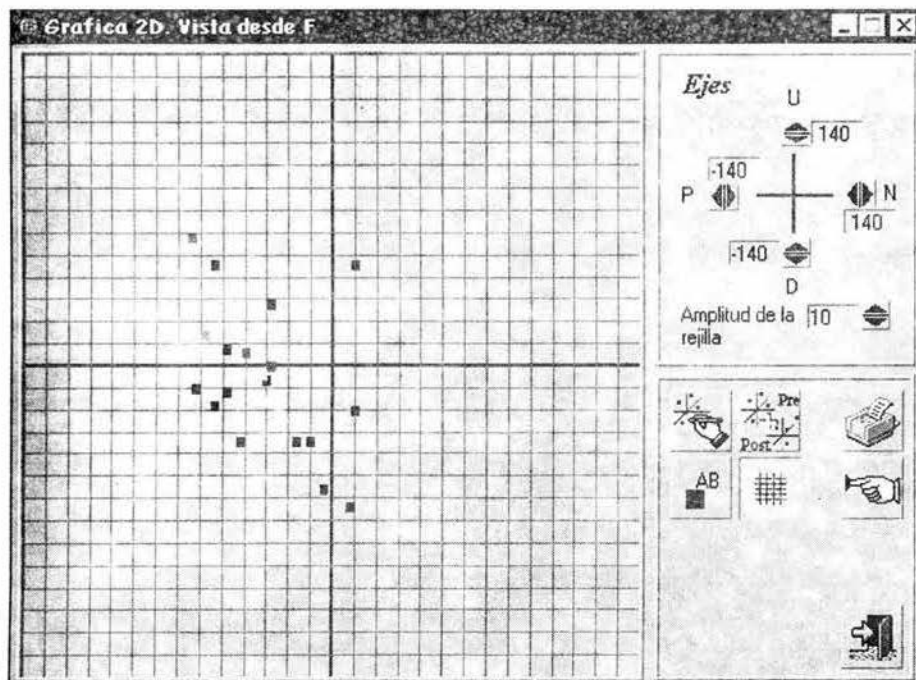 Grafica 2D. Vista desde F
Ejes
U
140
-140
P
N
140
-140
D
Amplitud de la
rejilla
10
Pre
Post
AB